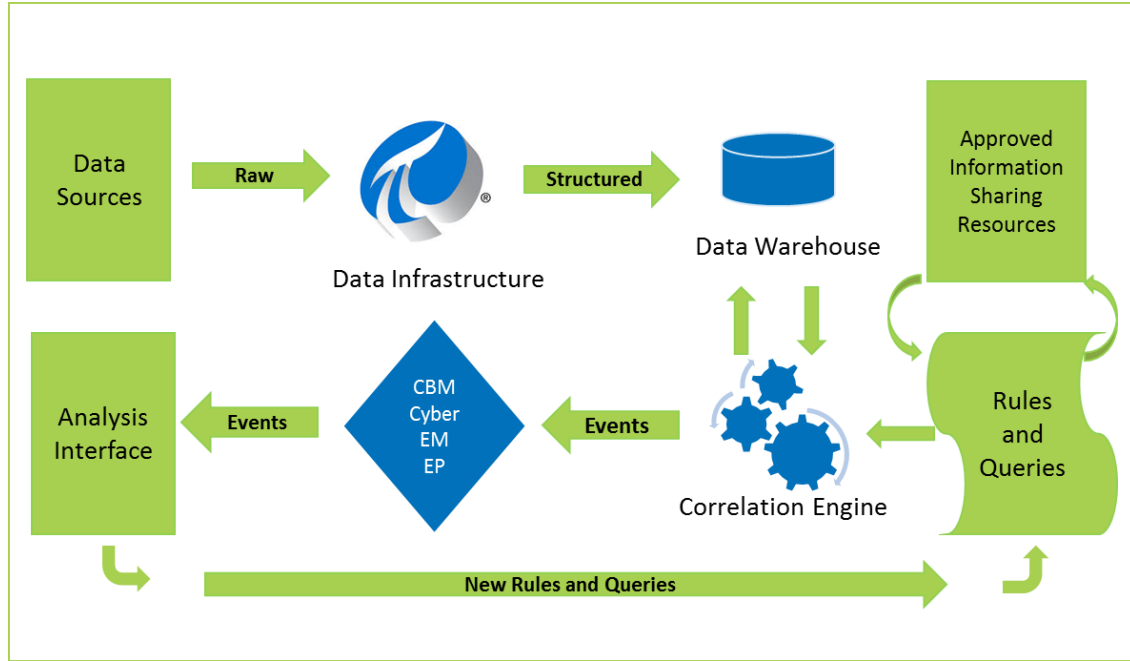 Data
Sources
Raw
®
Data Infrastructure
Structured
Data Warehouse
Approved
Information
Sharing
Resources
Analysis
Interface
Events
CBM
Cyber
EM
EP
Events
Correlation Engine
Rules
and
Queries
New Rules and Queries